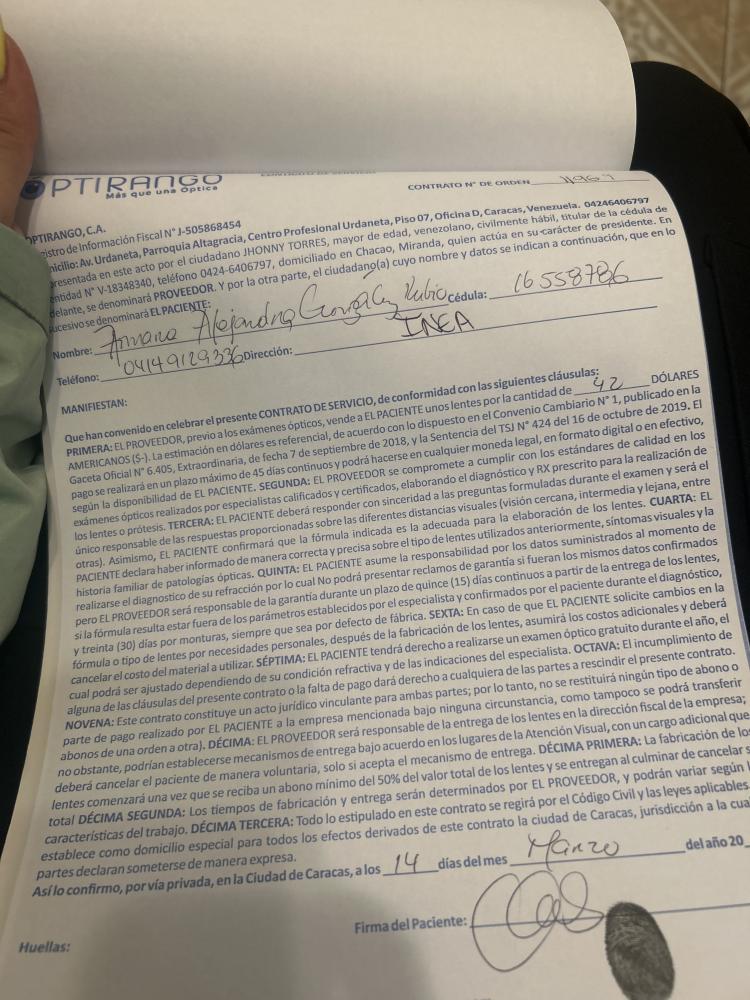 OPTIRANGO
Más que una Óptica
CONTRATO N° DE ORDEN
OPTIRANGO, C.A.
Registro de Información Fiscal N° J-505868454
Domicilio: Av. Urdaneta, Parroquia Altagracia, Centro Profesional Urdaneta, Piso 07, Oficina D, Caracas, Venezuela. 04246406797
presentada en este acto por el ciudadano JHONNY TORRES, mayor de edad, venezolano, civilmente hábil, titular de la cédula de
entidad N° V-18348340, teléfono 0424-6406797, domiciliado en Chacao, Miranda, quien actúa en su carácter de presidente. En
delante, se denominará PROVEEDOR. Y por la otra parte, el ciudadano(a) cuyo nombre y datos se indican a continuación, que en lo
sucesivo se denominará EL PACIENTE:
Nombre: Alejandra González Rubio Cédula: 16558786
Teléfono: 04149129336 Dirección: INEA
MANIFIESTAN:
Que han convenido en celebrar el presente CONTRATO DE SERVICIO, de conformidad con las siguientes cláusulas:
PRIMERA: EL PROVEEDOR, previo a los exámenes ópticos, vende a EL PACIENTE unos lentes por la cantidad de 42 DÓLARES
AMERICANOS ($-). La estimación en dólares es referencial, de acuerdo con lo dispuesto en el Convenio Cambiario N° 1, publicado en la
Gaceta Oficial N° 6.405, Extraordinaria, de fecha 7 de septiembre de 2018, y la Sentencia del TSJ N° 424 del 16 de octubre de 2019. El
pago se realizará en un plazo máximo de 45 días continuos y podrá hacerse en cualquier moneda legal, en formato digital o en efectivo,
según la disponibilidad de EL PACIENTE. SEGUNDA: EL PROVEEDOR se compromete a cumplir con los estándares de calidad en los
exámenes ópticos realizados por especialistas calificados y certificados, elaborando el diagnóstico y RX prescrito para la realización de
los lentes o prótesis. TERCERA: EL PACIENTE deberá responder con sinceridad a las preguntas formuladas durante el examen y será el
único responsable de las respuestas proporcionadas sobre las diferentes distancias visuales (visión cercana, intermedia y lejana, entre
otras). Asimismo, EL PACIENTE confirmará que la fórmula indicada es la adecuada para la elaboración de los lentes. CUARTA: EL
PACIENTE declara haber informado de manera correcta y precisa sobre el tipo de lentes utilizados anteriormente, síntomas visuales y la
historia familiar de patologías ópticas. QUINTA: EL PACIENTE asume la responsabilidad por los datos suministrados al momento de
realizarse el diagnostico de su refracción por lo cual No podrá presentar reclamos de garantía si fueran los mismos datos confirmados
pero EL PROVEEDOR será responsable de la garantía durante un plazo de quince (15) días continuos a partir de la entrega de los lentes,
si la fórmula resulta estar fuera de los parámetros establecidos por el especialista y confirmados por el paciente durante el diagnóstico,
y treinta (30) días por monturas, siempre que sea por defecto de fábrica. SEXTA: En caso de que EL PACIENTE solicite cambios en la
fórmula o tipo de lentes por necesidades personales, después de la fabricación de los lentes, asumirá los costos adicionales y deberá
cancelar el costo del material a utilizar. SÉPTIMA: EL PACIENTE tendrá derecho a realizarse un examen óptico gratuito durante el año, el
cual podrá ser ajustado dependiendo de su condición refractiva y de las indicaciones del especialista. OCTAVA: El incumplimiento de
alguna de las cláusulas del presente contrato o la falta de pago dará derecho a cualquiera de las partes a rescindir el presente contrato.
NOVENA: Este contrato constituye un acto jurídico vinculante para ambas partes; por lo tanto, no se restituirá ningún tipo de abono o
parte de pago realizado por EL PACIENTE a la empresa mencionada bajo ninguna circunstancia, como tampoco se podrá transferir
abonos de una orden a otra). DÉCIMA: EL PROVEEDOR será responsable de la entrega de los lentes en la dirección fiscal de la empresa;
no obstante, podrían establecerse mecanismos de entrega bajo acuerdo en los lugares de la Atención Visual, con un cargo adicional que
deberá cancelar el paciente de manera voluntaria, solo si acepta el mecanismo de entrega. DÉCIMA PRIMERA: La fabricación de los
lentes comenzará una vez que se reciba un abono mínimo del 50% del valor total de los lentes y se entregan al culminar de cancelar s
total DÉCIMA SEGUNDA: Los tiempos de fabricación y entrega serán determinados por EL PROVEEDOR, y podrán variar según l
características del trabajo. DÉCIMA TERCERA: Todo lo estipulado en este contrato se regirá por el Código Civil y las leyes aplicables.
establece como domicilio especial para todos los efectos derivados de este contrato la ciudad de Caracas, jurisdicción a la cual
partes declaran someterse de manera expresa.
Así lo confirmo, por vía privada, en la Ciudad de Caracas, a los 14 días del mes Marzo del año 20
Firma del Paciente:
Huellas: